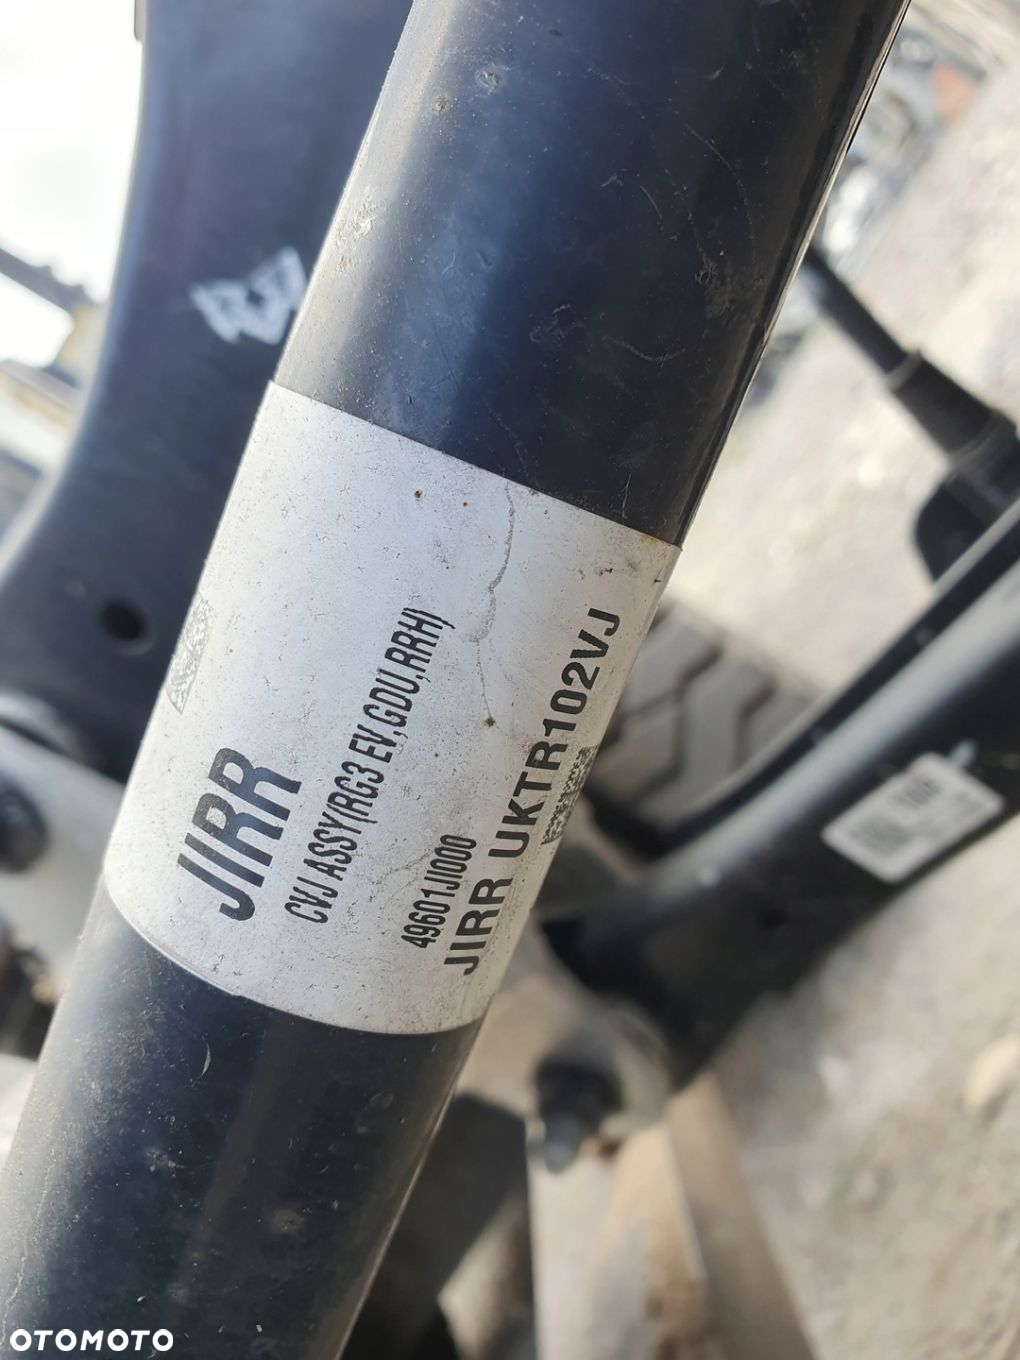 JIRR
CVJ ASSY(RG3 EV,GDU,RRH)
49601JI000
JIRR UKTR102VJ
OTOMOTO